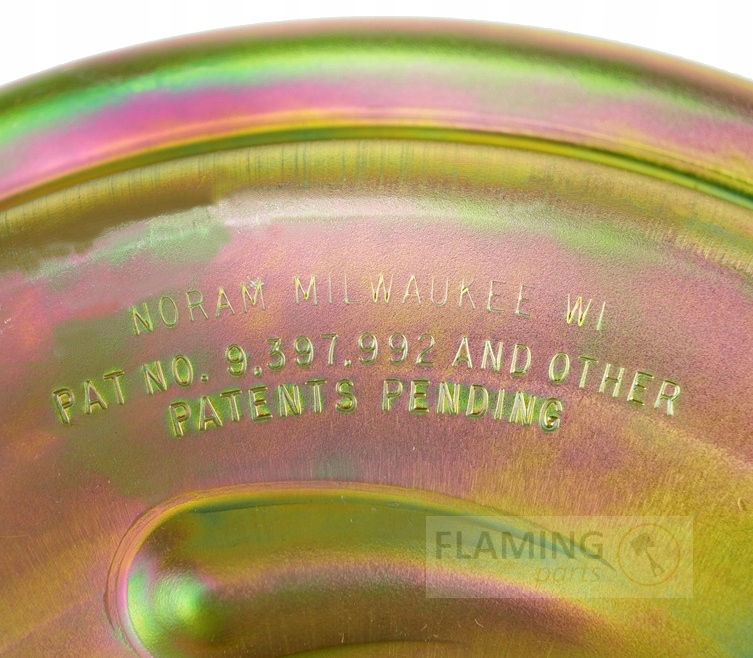 NORAM MILWAUKEE WI
PAT NO. 9,397,992 AND OTHER
PATENTS PENDING
FLAMING
parts